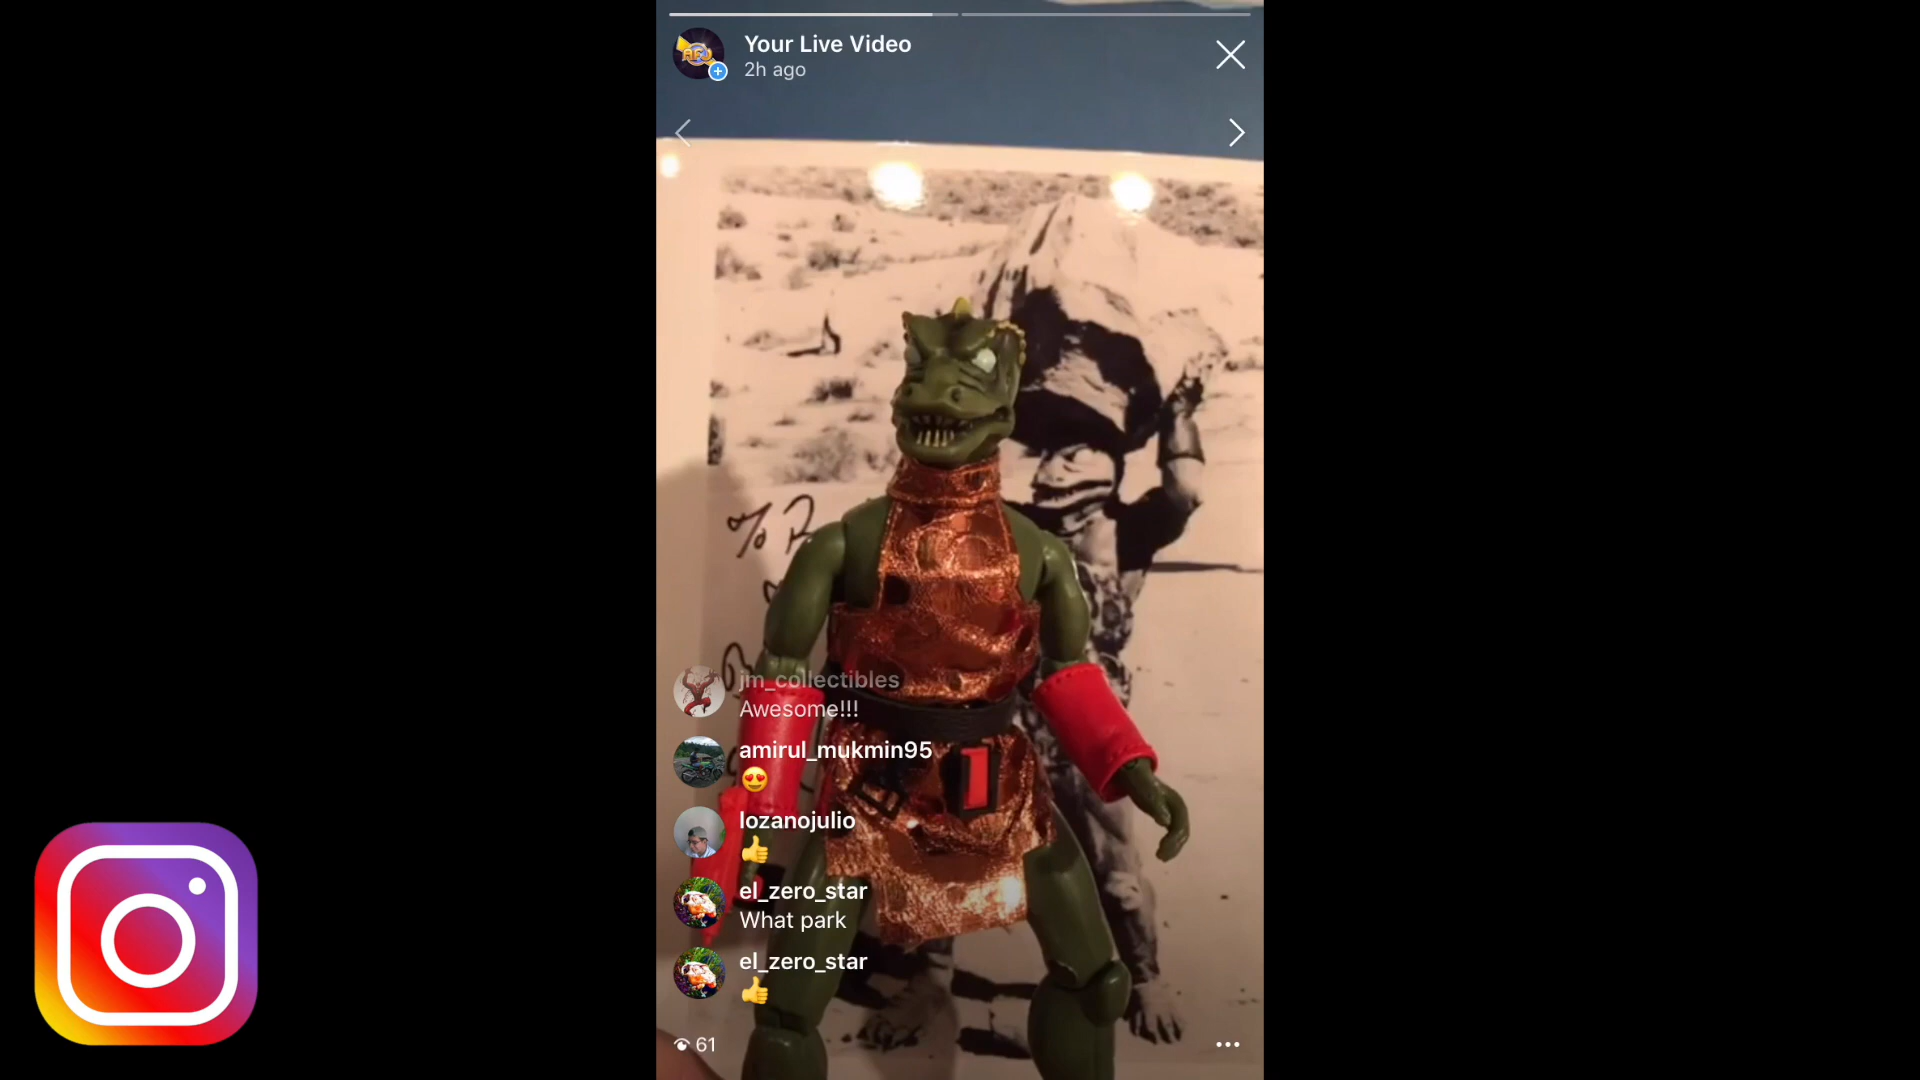 Your Live Video
2h ago
jm_collectibles
Awesome!!!
amirul_mukmin95
😍
lozanojulio
👍
el_zero_star
What park
el_zero_star
👍
61